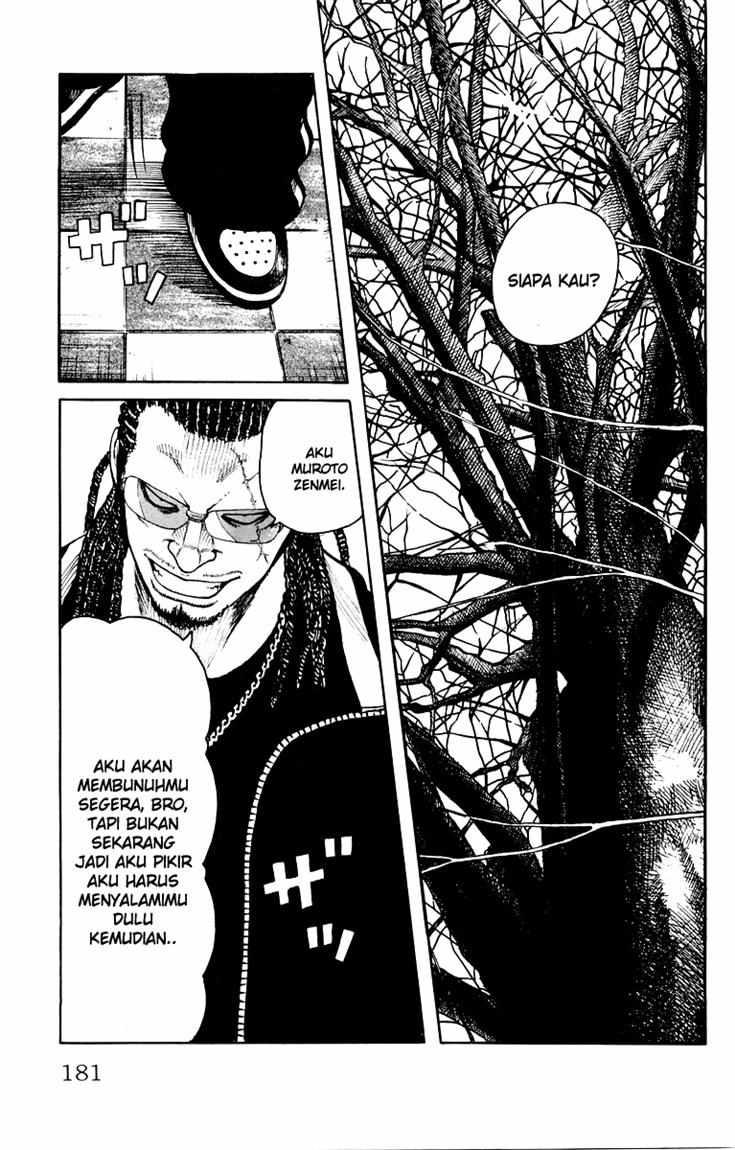 SIAPA KAU?
ザッ
AKU
MUROTO
ZENMEI.
AKU AKAN
MEMBUNUHMU
SEGERA, BRO,
TAPI BUKAN
SEKARANG
JADI AKU PIKIR
AKU HARUS
MENYALAMIMU
DULU
KEMUDIAN..
ザッ
181